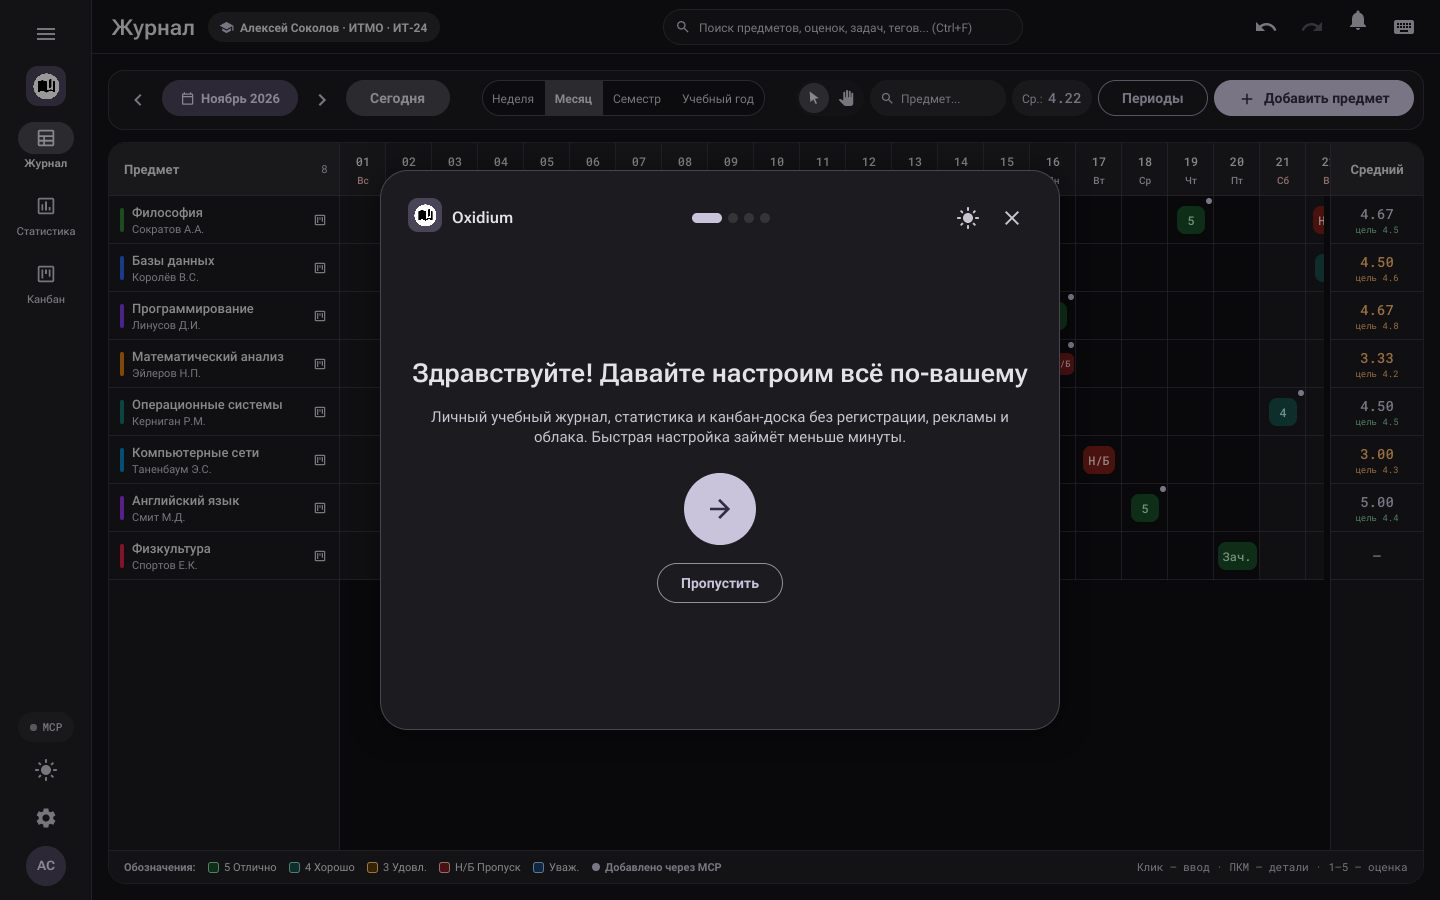 Журнал
Алексей Соколов · ИТМО · ИТ-24
Поиск предметов, оценок, задач, тегов... (Ctrl+F)
Журнал
Статистика
Канбан
MCP
АС
Ноябрь 2026
Сегодня
Неделя
Месяц
Семестр
Учебный год
Предмет...
Ср.: 4.22
Периоды
Добавить предмет
Предмет 8
01 02 03 04 05 06 07 08 09 10 11 12 13 14 15 16 17 18 19 20 21
Вс Вт Ср Чт Пт Сб
Средний
Философия
Сократов А.А.
5
4.67
цель 4.5
Базы данных
Королёв В.С.
4.50
цель 4.6
Программирование
Линусов Д.И.
4.67
цель 4.8
Математический анализ
Эйлеров Н.П.
3.33
цель 4.2
Операционные системы
Керниган Р.М.
4
4.50
цель 4.5
Компьютерные сети
Таненбаум Э.С.
Н/Б
3.00
цель 4.3
Английский язык
Смит М.Д.
5
5.00
цель 4.4
Физкультура
Спортов Е.К.
Зач.
—
Oxidium
Здравствуйте! Давайте настроим всё по-вашему
Личный учебный журнал, статистика и канбан-доска без регистрации, рекламы и
облака. Быстрая настройка займёт меньше минуты.
Пропустить
Обозначения: 5 Отлично 4 Хорошо 3 Удовл. Н/Б Пропуск Уваж. Добавлено через MCP
Клик — ввод · ПКМ — детали · 1—5 — оценка